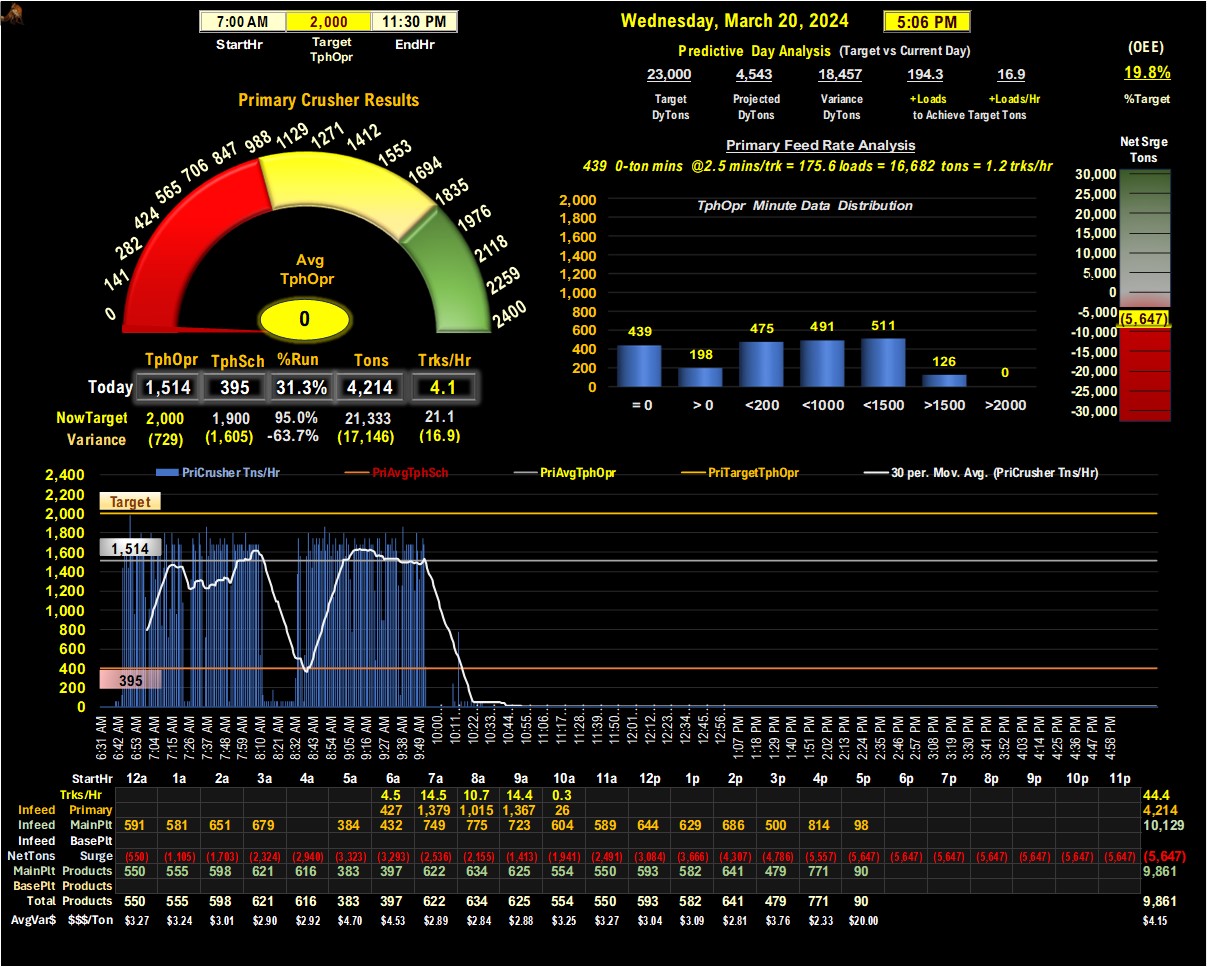 7:00 AM 2,000 11:30 PM
StartHr Target TphOpr EndHr
Wednesday, March 20, 2024 5:06 PM
Predictive Day Analysis (Target vs Current Day)
23,000 4,543 18,457 194.3 16.9
Target DyTons Projected DyTons Variance DyTons +Loads +Loads/Hr
to Achieve Target Tons
(OEE)
19.8%
%Target
Primary Crusher Results
0 141 282 424 565 706 847 988 1129 1271 1412 1553 1694 1835 1976 2118 2259 2400
Avg
TphOpr
0
TphOpr TphSch %Run Tons Trks/Hr
Today 1,514 395 31.3% 4,214 4.1
NowTarget 2,000 1,900 95.0% 21,333 21.1
Variance (729) (1,605) -63.7% (17,146) (16.9)
Primary Feed Rate Analysis
439 0-ton mins @2.5 mins/trk = 175.6 loads = 16,682 tons = 1.2 trks/hr
TphOpr Minute Data Distribution
2,000
1,800
1,600
1,400
1,200
1,000
800
600
400
200
0
439 198 475 491 511 126 0
= 0 > 0 <200 <1000 <1500 >1500 >2000
Net Srge
Tons
30,000
25,000
20,000
15,000
10,000
5,000
0
-5,000
(5,647)
-10,000
-15,000
-20,000
-25,000
-30,000
PriCrusher Tns/Hr PriAvgTphSch PriAvgTphOpr PriTargetTphOpr 30 per. Mov. Avg. (PriCrusher Tns/Hr)
2,400
2,200
2,000
1,800
1,600
1,400
1,200
1,000
800
600
400
200
0
Target
1,514
395
6:31 AM 6:42 AM 6:53 AM 7:04 AM 7:15 AM 7:26 AM 7:37 AM 7:48 AM 7:59 AM 8:10 AM 8:21 AM 8:32 AM 8:43 AM 8:54 AM 9:05 AM 9:16 AM 9:27 AM 9:38 AM 9:49 AM 10:00... 10:11... 10:22... 10:33... 10:44... 10:55... 11:06... 11:17... 11:28... 11:39... 11:50... 12:01... 12:12... 12:23... 12:34... 12:45... 12:56... 1:07 PM 1:18 PM 1:29 PM 1:40 PM 1:51 PM 2:02 PM 2:13 PM 2:24 PM 2:35 PM 2:46 PM 2:57 PM 3:08 PM 3:19 PM 3:30 PM 3:41 PM 3:52 PM 4:03 PM 4:14 PM 4:25 PM 4:36 PM 4:47 PM 4:58 PM
StartHr 12a 1a 2a 3a 4a 5a 6a 7a 8a 9a 10a 11a 12p 1p 2p 3p 4p 5p 6p 7p 8p 9p 10p 11p
Trks/Hr 4.5 14.5 10.7 14.4 0.3 44.4
Infeed Primary 427 1,379 1,015 1,367 26 4,214
Infeed MainPlt 591 581 651 679 384 432 749 775 723 604 589 644 629 686 500 814 98 10,129
Infeed BasePlt
NetTons Surge (550) (1,105) (1,703) (2,324) (2,940) (3,323) (3,293) (2,536) (2,155) (1,413) (1,941) (2,491) (3,084) (3,666) (4,307) (4,786) (5,557) (5,647) (5,647) (5,647) (5,647) (5,647) (5,647) (5,647) (5,647)
MainPlt Products 550 555 598 621 616 383 397 622 634 625 554 550 593 582 641 479 771 90 9,861
BasePlt Products
Total Products 550 555 598 621 616 383 397 622 634 625 554 550 593 582 641 479 771 90 9,861
AvgVar$ $$$/Ton $3.27 $3.24 $3.01 $2.90 $2.92 $4.70 $4.53 $2.89 $2.84 $2.88 $3.25 $3.27 $3.04 $3.09 $2.81 $3.76 $2.33 $20.00 $4.15